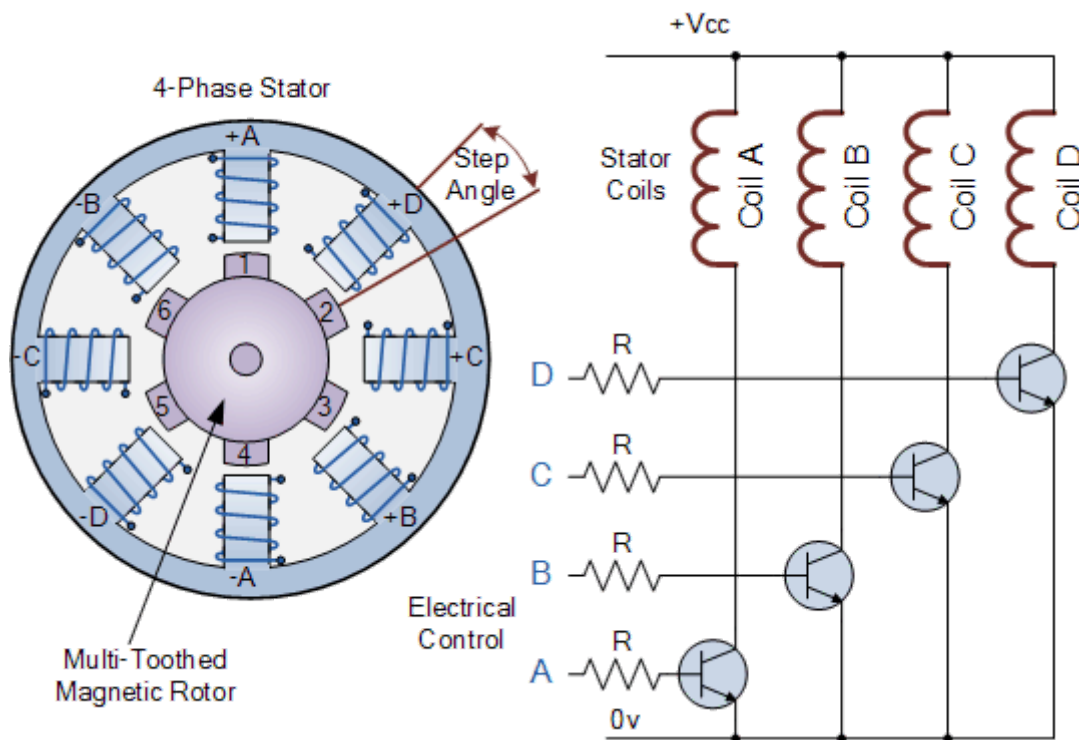 4-Phase Stator
+A
-B
+D
Step
Angle
1
6
2
-C
+C
5
3
4
-D
+B
-A
Multi-Toothed
Magnetic Rotor
+Vcc
Stator
Coils
Coil A
Coil B
Coil C
Coil D
R
D
R
C
R
B
Electrical
Control
R
A
0v